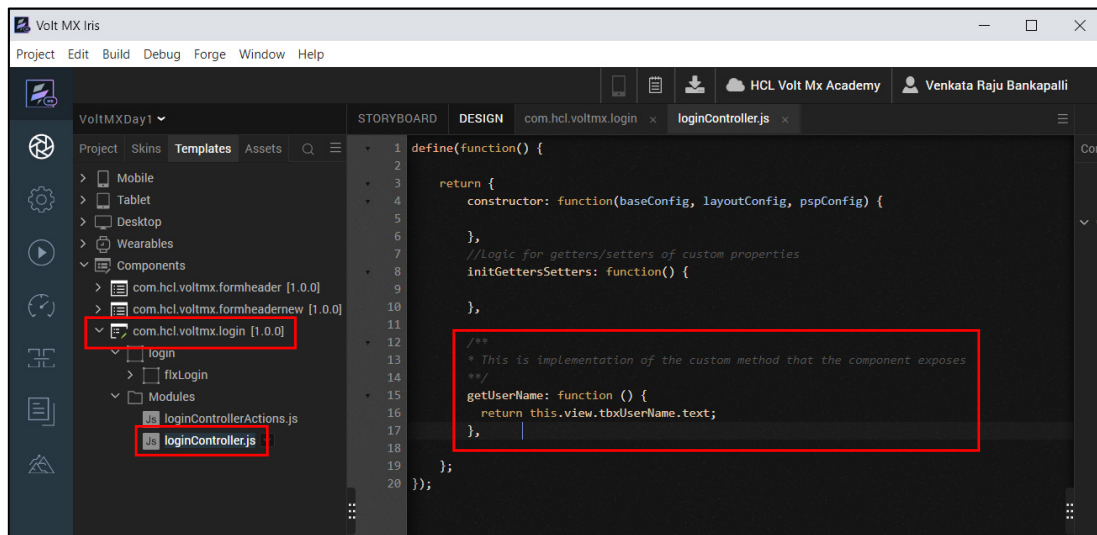 Volt MX Iris
Project Edit Build Debug Forge Window Help
HCL Volt Mx Academy Venkata Raju Bankapalli
VoltMXDay1
STORYBOARD DESIGN com.hcl.voltmx.login × loginController.js ×
Project Skins Templates Assets
Mobile
Tablet
Desktop
Wearables
Components
com.hcl.voltmx.formheader [1.0.0]
com.hcl.voltmx.formheadernew [1.0.0]
com.hcl.voltmx.login [1.0.0]
login
flxLogin
Modules
Js loginControllerActions.js
Js loginController.js
1 define(function() {
2
3 return {
4 constructor: function(baseConfig, layoutConfig, pspConfig) {
5
6 },
7 //Logic for getters/setters of custom properties
8 initGettersSetters: function() {
9
10 },
11
12 /**
13 * This is implementation of the custom method that the component exposes
14 **/
15 getUserName: function () {
16 return this.view.tbxUserName.text;
17 },
18
19 };
20 });